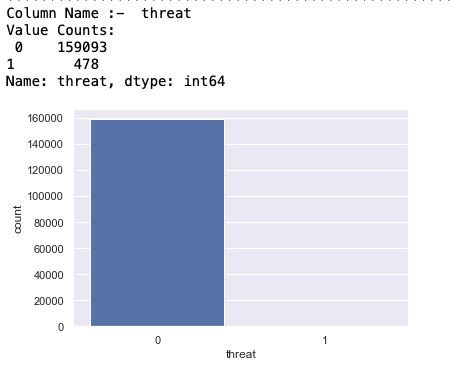 Column Name :-  threat
Value Counts:
 0    159093
1       478
Name: threat, dtype: int64
160000
140000
120000
100000
80000
60000
40000
20000
0
count
0 1
threat